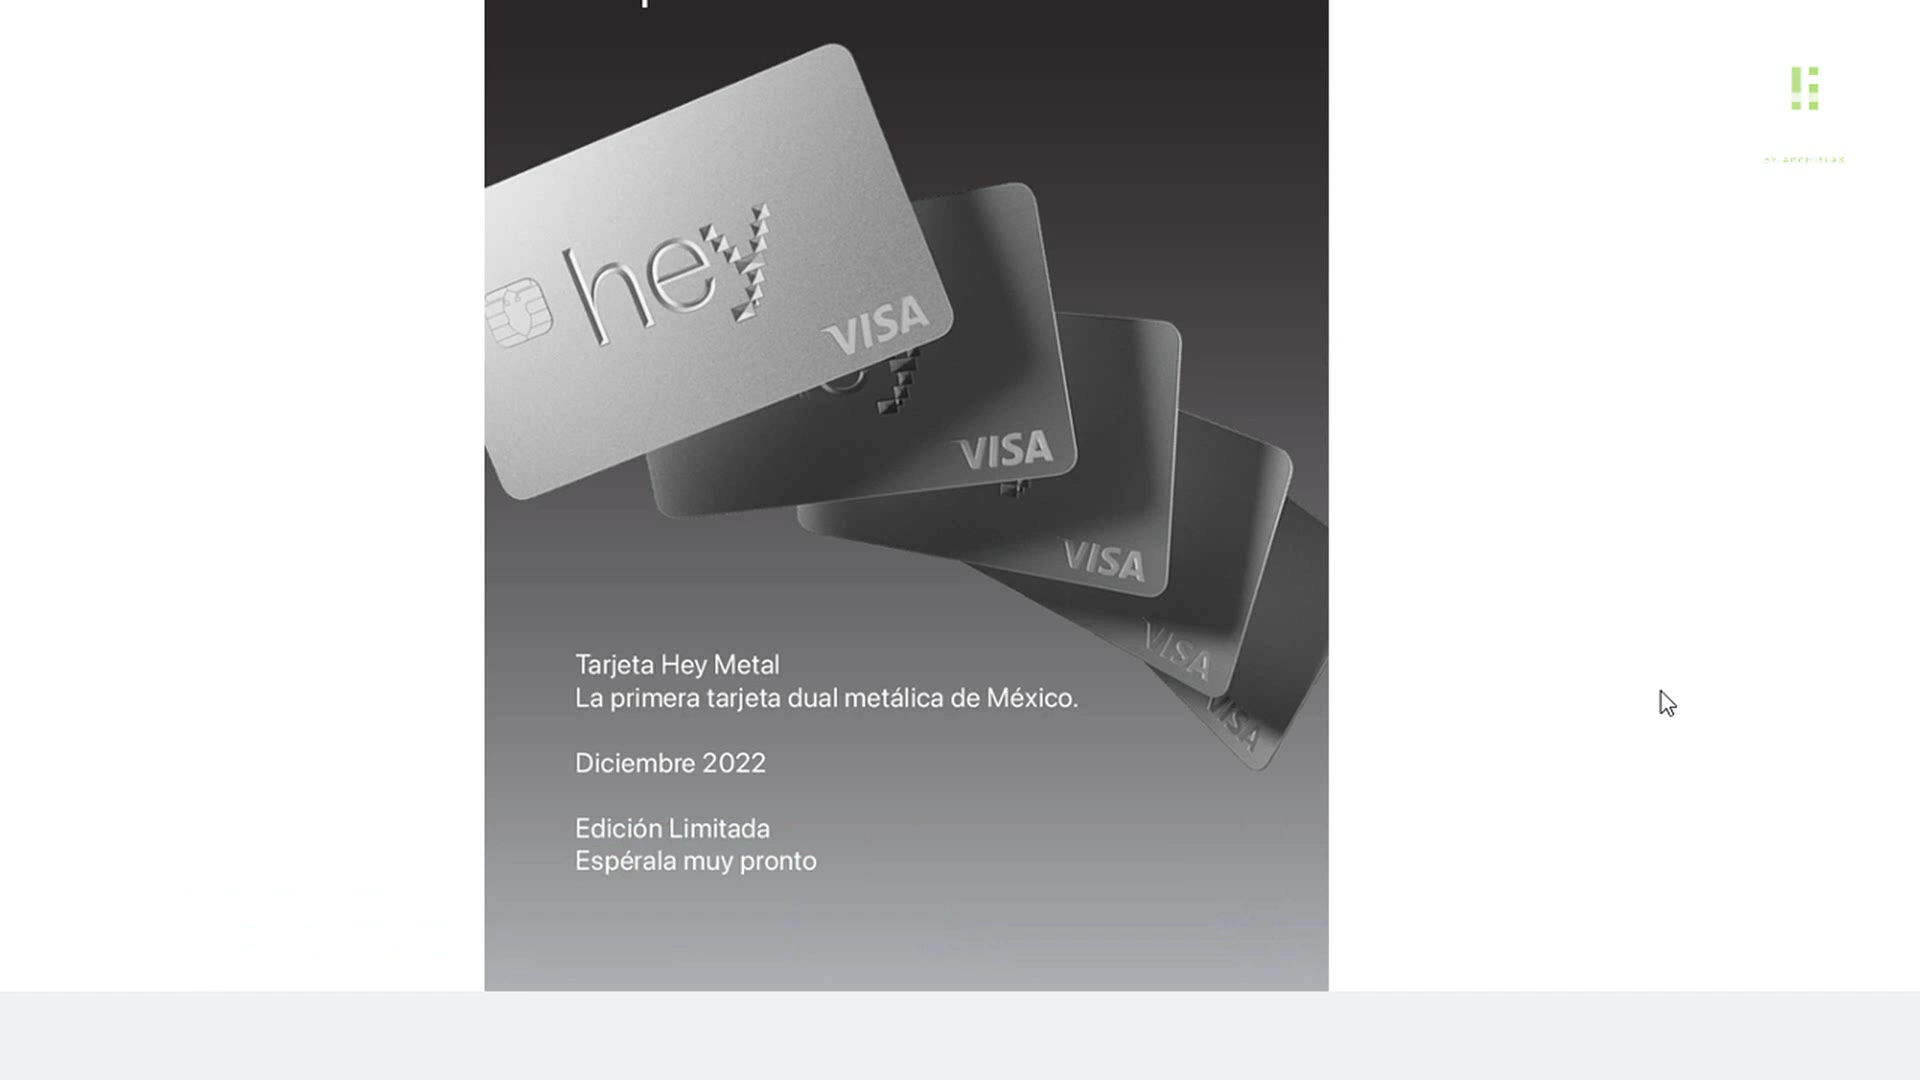 hey
VISA
VISA
VISA
VISA
VISA
Tarjeta Hey Metal
La primera tarjeta dual metálica de México.
Diciembre 2022
Edición Limitada
Espérala muy pronto